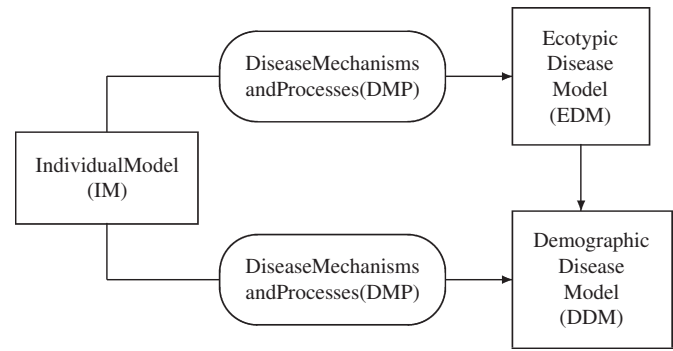 DiseaseMechanisms
andProcesses(DMP)
Ecotypic
Disease
Model
(EDM)
IndividualModel
(IM)
DiseaseMechanisms
andProcesses(DMP)
Demographic
Disease
Model
(DDM)